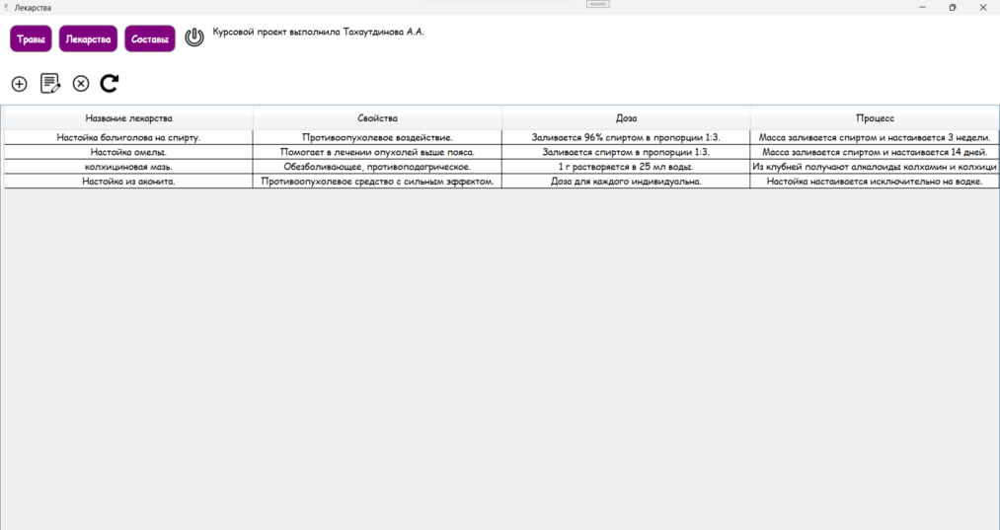 Лекарства
Травы Лекарства Составы Курсовой проект выполнила Тахаутдинова А.А.
Название лекарства Свойства Доза Процесс
Настойка болиголова на спирту. Противоопухолевое воздействие. Заливается 96% спиртом в пропорции 1:3. Масса заливается спиртом и настаивается 3 недели.
Настойка омелы. Помогает в лечении опухолей выше пояса. Заливается спиртом в пропорции 1:3. Масса заливается спиртом и настаивается 14 дней.
колхициновая мазь. Обезболивающее, противоподагрическое. 1 г растворяется в 25 мл воды. Из клубней получают алкалоиды колхамин и колхици
Настойка из аконита. Противоопухолевое средство с сильным эффектом. Доза для каждого индивидуальна. Настойка настаивается исключительно на водке.